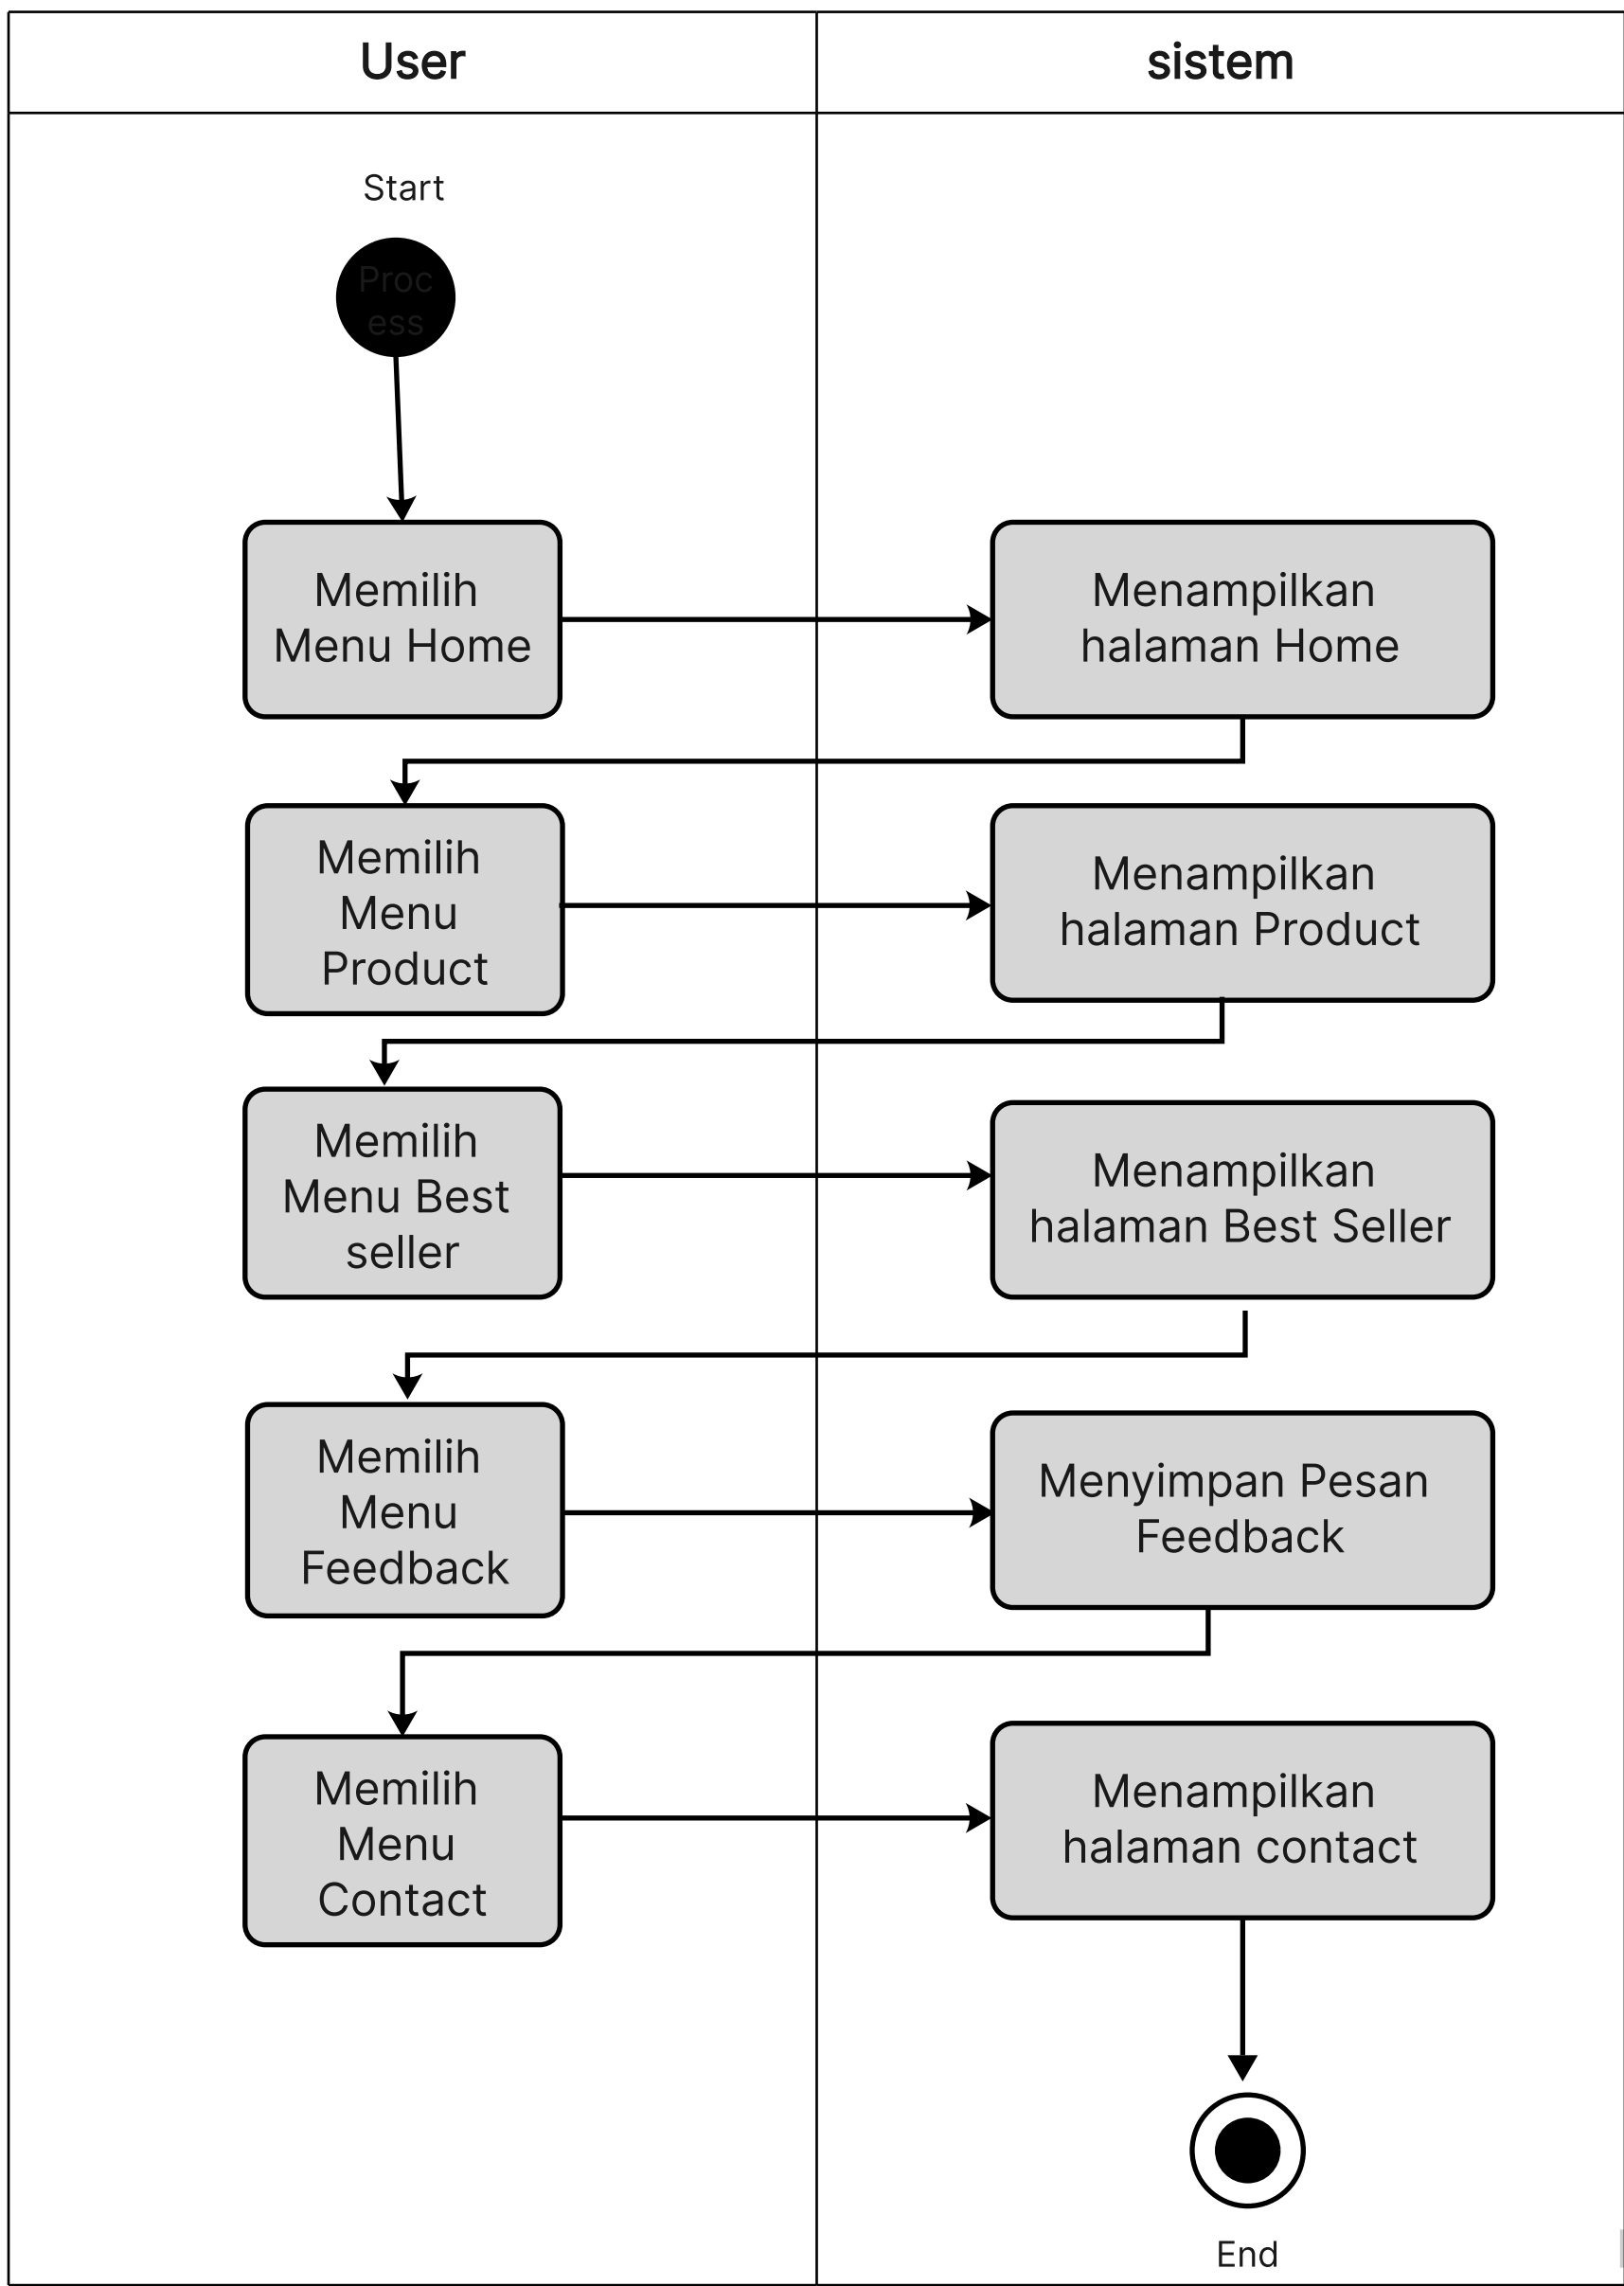 User
sistem
Start
Proc
ess
Memilih
Menu Home
Menampilkan
halaman Home
Memilih
Menu
Product
Menampilkan
halaman Product
Memilih
Menu Best
seller
Menampilkan
halaman Best Seller
Memilih
Menu
Feedback
Menyimpan Pesan
Feedback
Memilih
Menu
Contact
Menampilkan
halaman contact
End